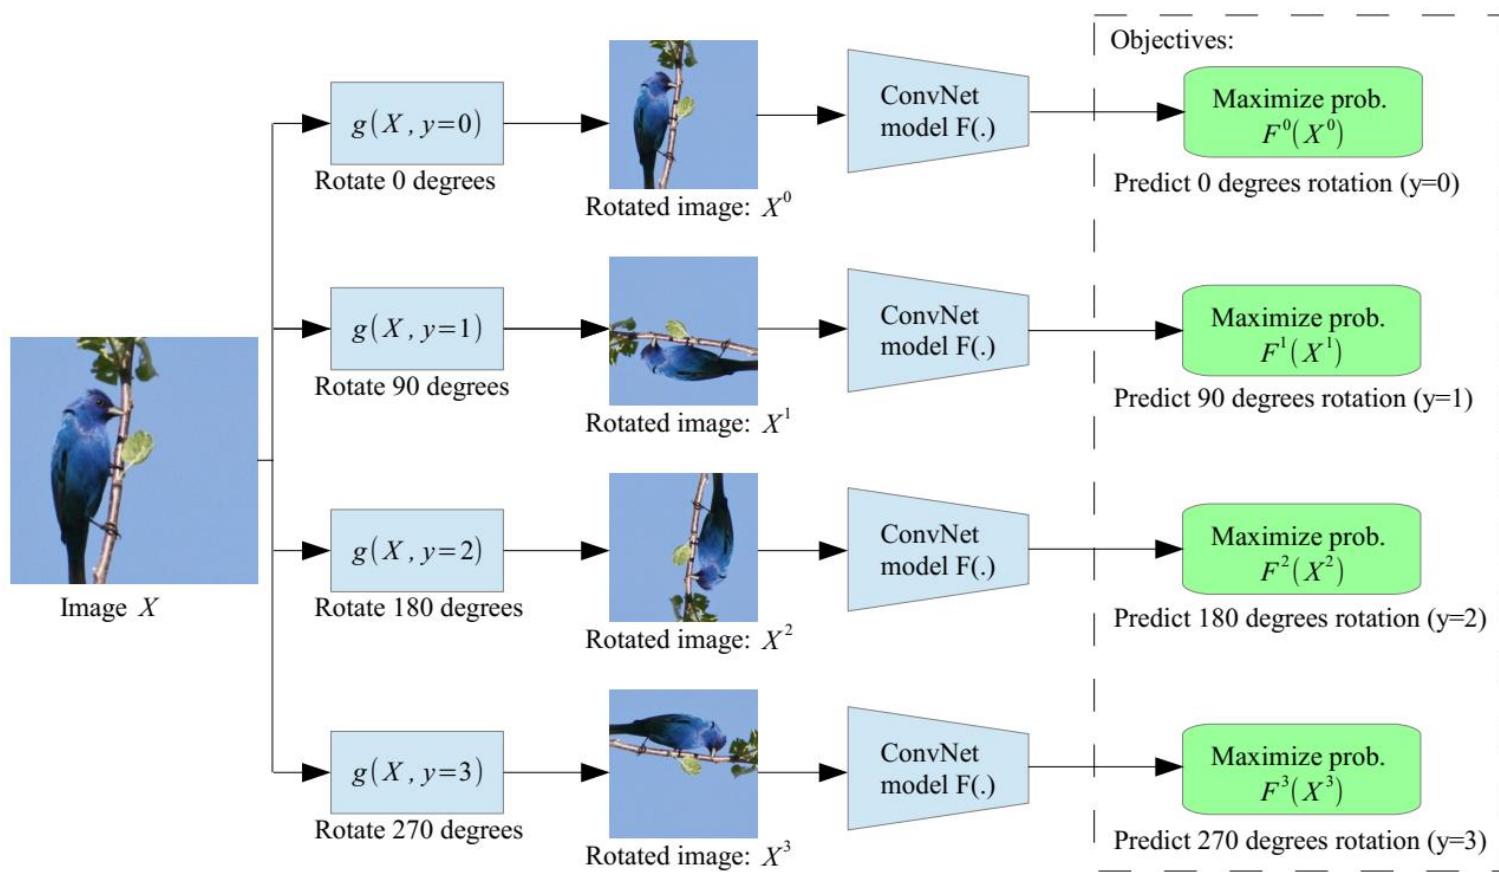 Objectives:
g(X, y=0)
Rotate 0 degrees
Rotated image: X⁰
ConvNet
model F(.)
Maximize prob.
F⁰(X⁰)
Predict 0 degrees rotation (y=0)
g(X, y=1)
Rotate 90 degrees
Rotated image: X¹
ConvNet
model F(.)
Maximize prob.
F¹(X¹)
Predict 90 degrees rotation (y=1)
Image X
g(X, y=2)
Rotate 180 degrees
Rotated image: X²
ConvNet
model F(.)
Maximize prob.
F²(X²)
Predict 180 degrees rotation (y=2)
g(X, y=3)
Rotate 270 degrees
Rotated image: X³
ConvNet
model F(.)
Maximize prob.
F³(X³)
Predict 270 degrees rotation (y=3)